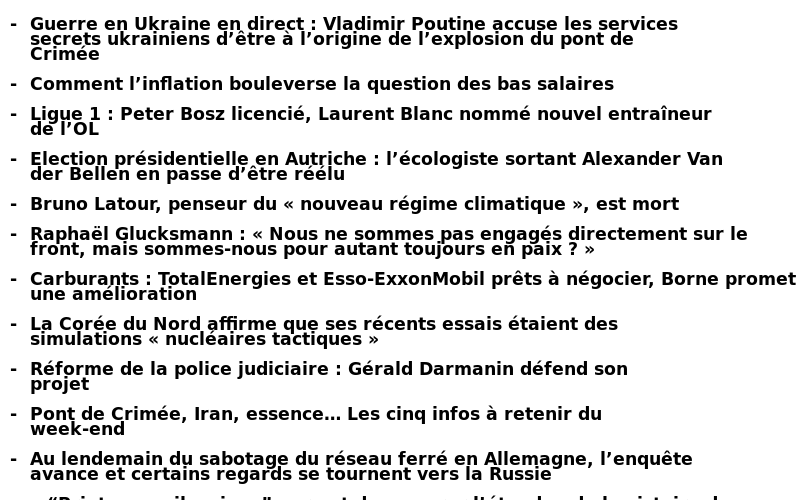 - Guerre en Ukraine en direct : Vladimir Poutine accuse les services
secrets ukrainiens d’être à l’origine de l’explosion du pont de
Crimée
- Comment l’inflation bouleverse la question des bas salaires
- Ligue 1 : Peter Bosz licencié, Laurent Blanc nommé nouvel entraîneur
de l’OL
- Election présidentielle en Autriche : l’écologiste sortant Alexander Van
der Bellen en passe d’être réélu
- Bruno Latour, penseur du « nouveau régime climatique », est mort
- Raphaël Glucksmann : « Nous ne sommes pas engagés directement sur le
front, mais sommes-nous pour autant toujours en paix ? »
- Carburants : TotalEnergies et Esso-ExxonMobil prêts à négocier, Borne promet
une amélioration
- La Corée du Nord affirme que ses récents essais étaient des
simulations « nucléaires tactiques »
- Réforme de la police judiciaire : Gérald Darmanin défend son
projet
- Pont de Crimée, Iran, essence… Les cinq infos à retenir du
week-end
- Au lendemain du sabotage du réseau ferré en Allemagne, l’enquête
avance et certains regards se tournent vers la Russie